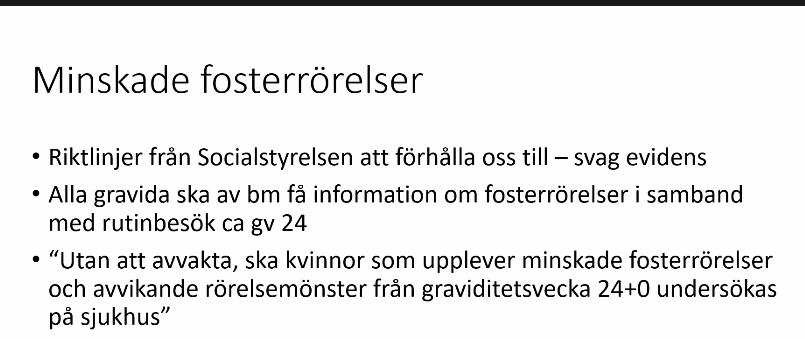 Minskade fosterrörelser
• Riktlinjer från Socialstyrelsen att förhålla oss till – svag evidens
• Alla gravida ska av bm få information om fosterrörelser i samband
med rutinbesök ca gv 24
• “Utan att avvakta, ska kvinnor som upplever minskade fosterrörelser
och avvikande rörelsemönster från graviditetsvecka 24+0 undersökas
på sjukhus”